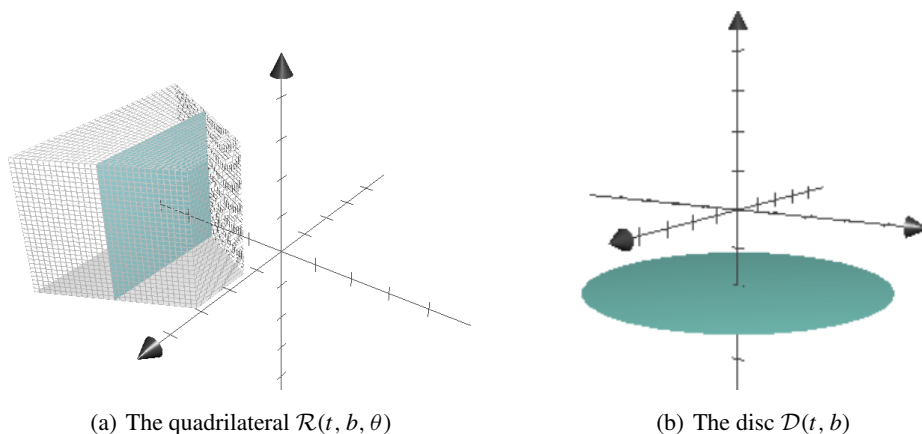 (a) The quadrilateral R(t, b, θ)
(b) The disc D(t, b)